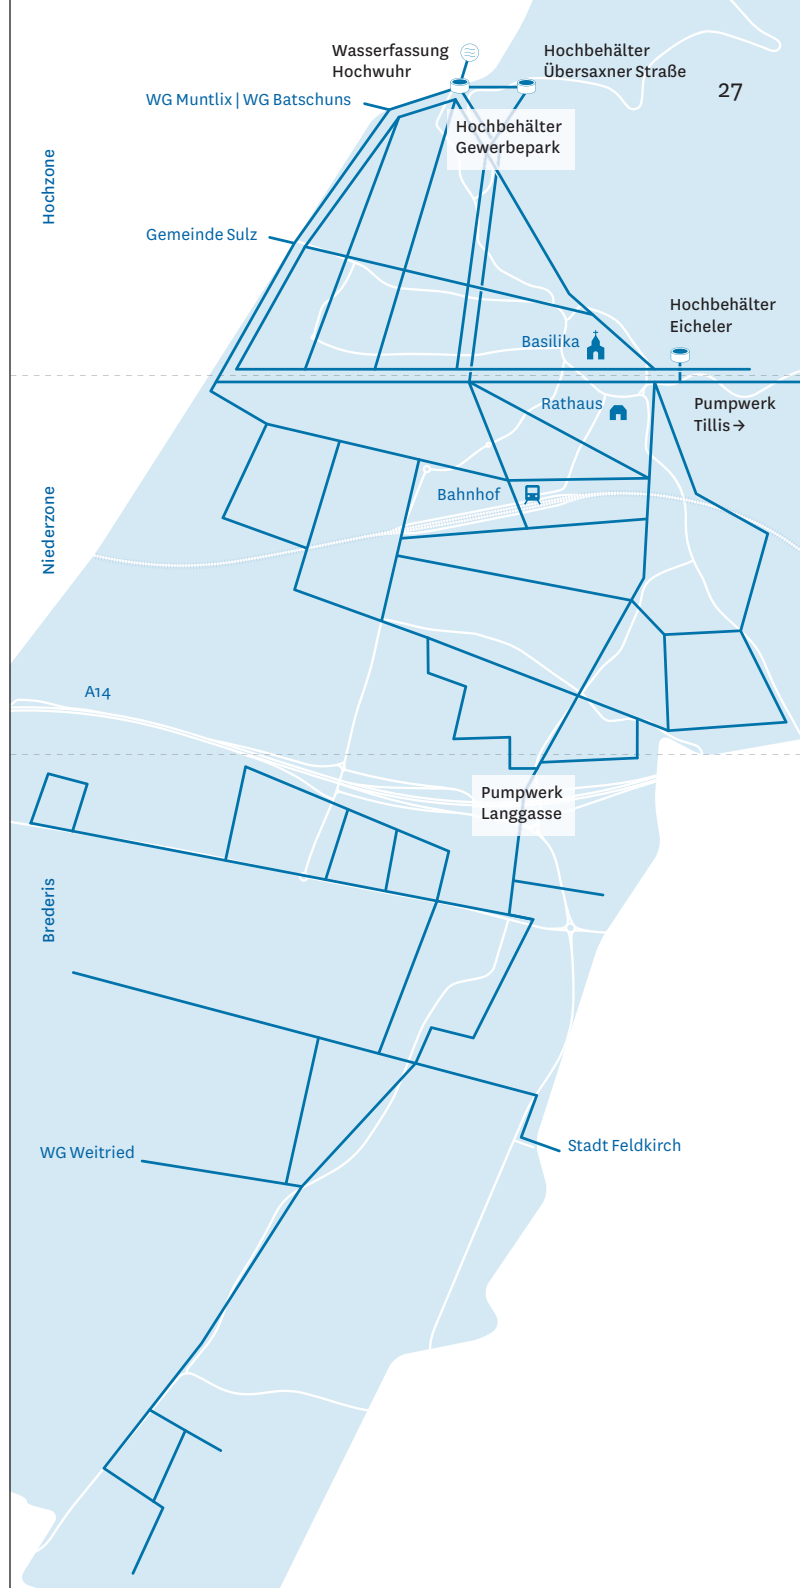 Wasserfassung
Hochwuhr
Hochbehälter
Übersaxner Straße
27
WG Muntlix | WG Batschuns
Hochbehälter
Gewerbepark
Hochzone
Gemeinde Sulz
Hochbehälter
Eicheler
Basilika
Rathaus
Pumpwerk
Tillis →
Bahnhof
Niederzone
A14
Pumpwerk
Langgasse
Brederis
WG Weitried
Stadt Feldkirch